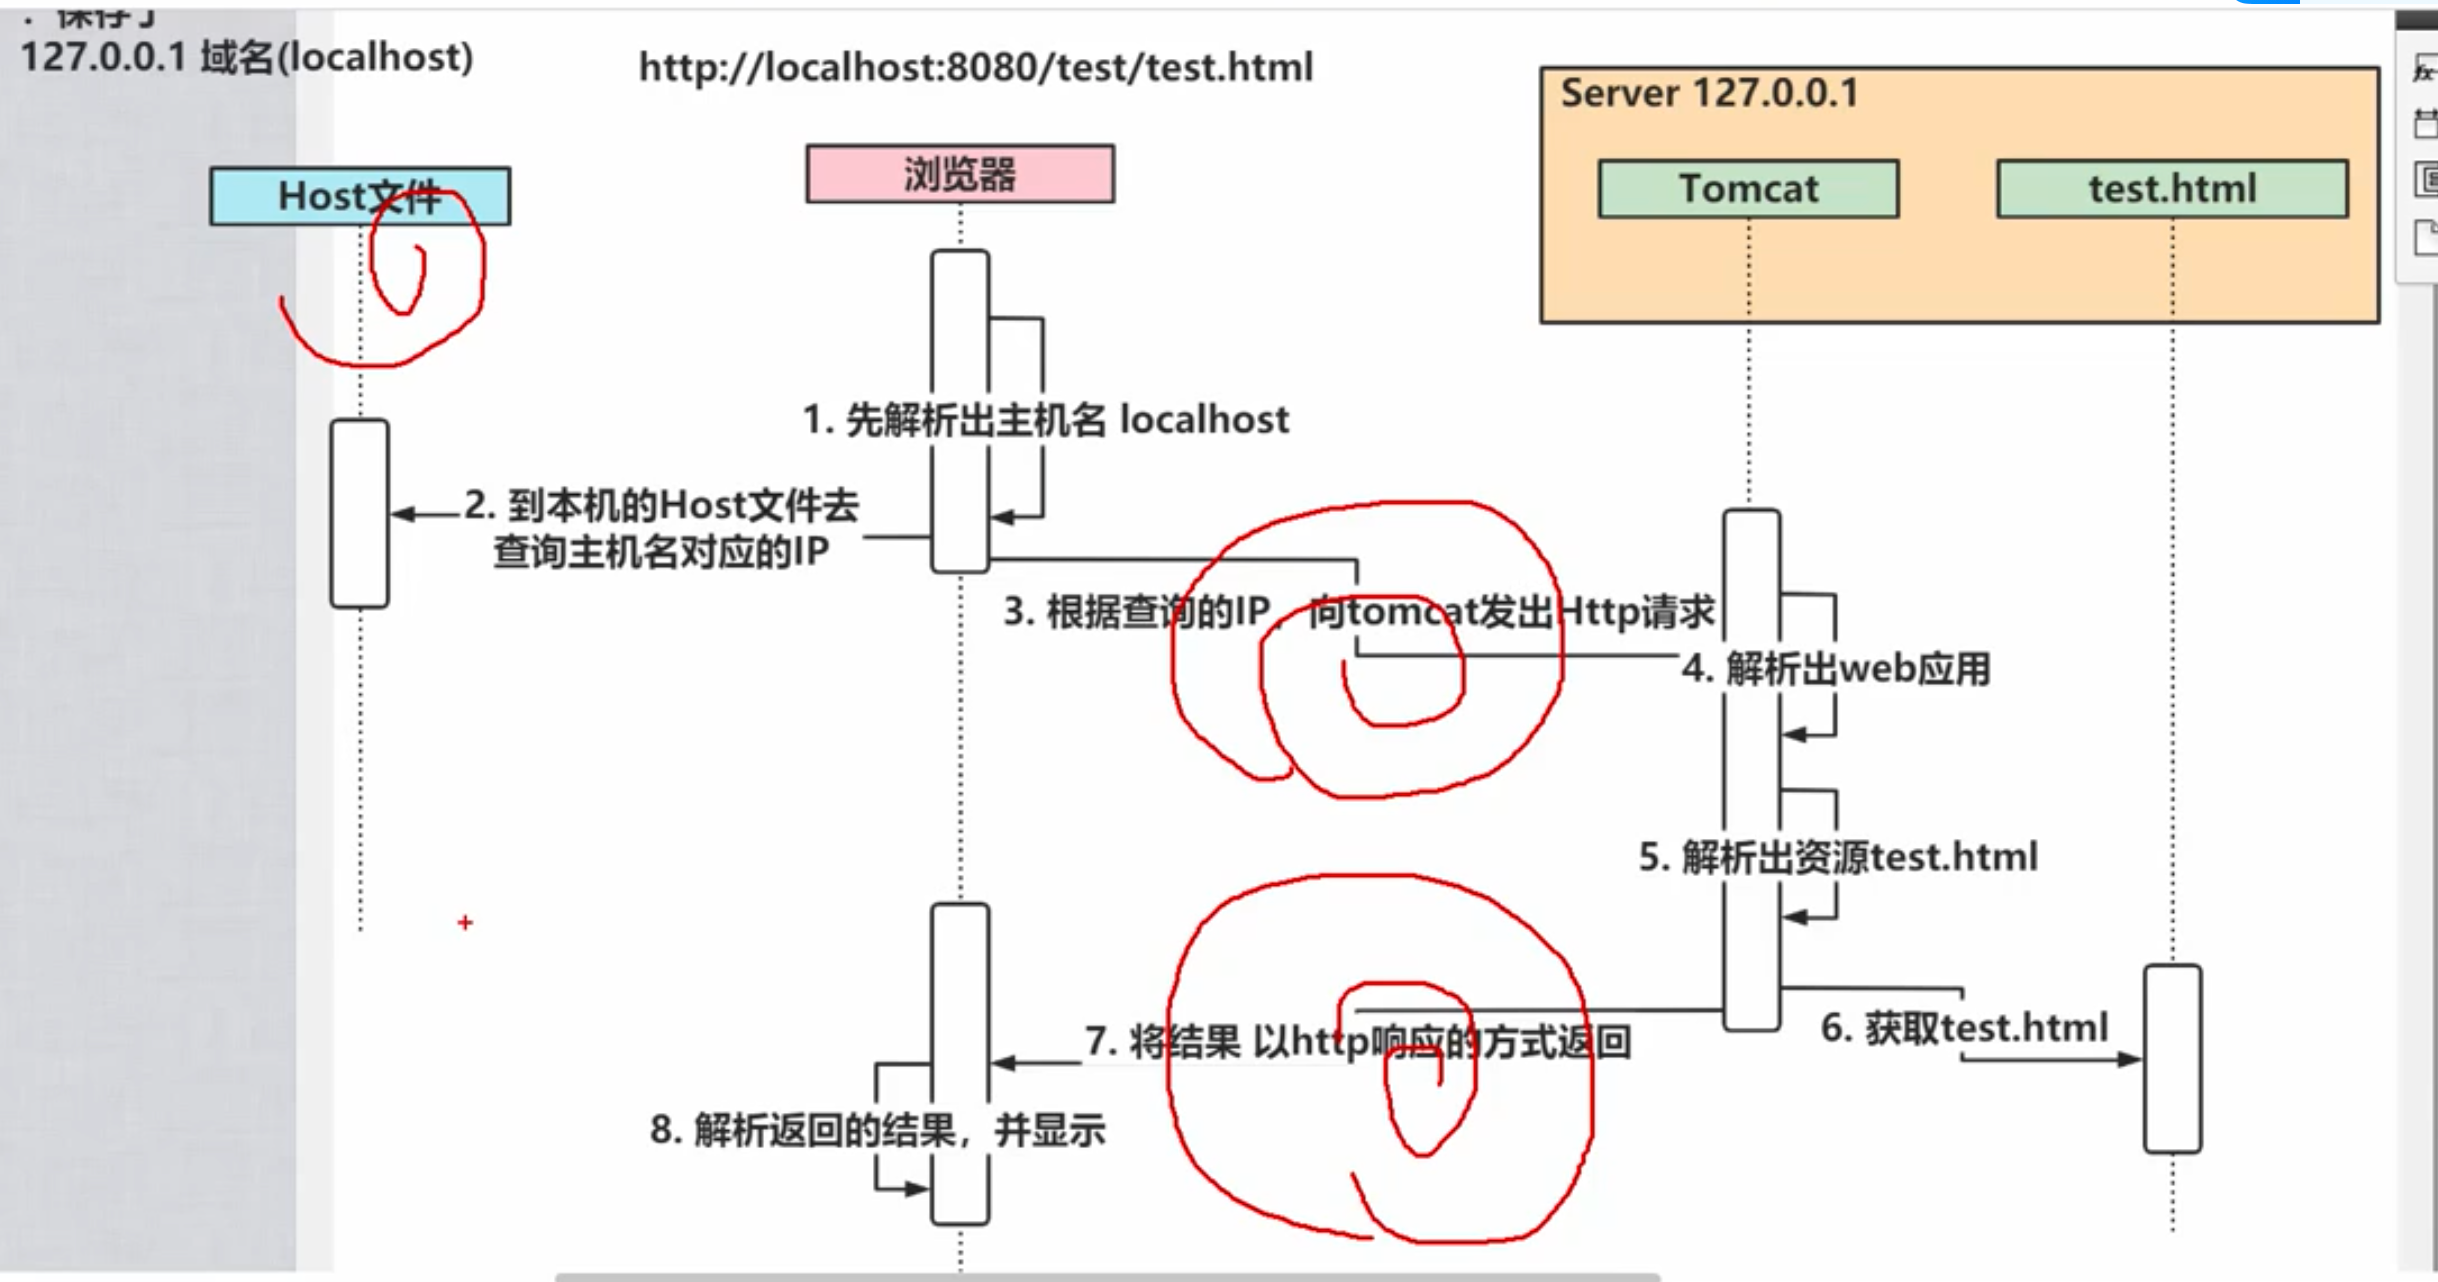 : 保存了
127.0.0.1 域名(localhost)
http://localhost:8080/test/test.html
Server 127.0.0.1
Host文件
浏览器
Tomcat
test.html
1. 先解析出主机名 localhost
2. 到本机的Host文件去
查询主机名对应的IP
3. 根据查询的IP，向tomcat发出Http请求
4. 解析出web应用
5. 解析出资源test.html
6. 获取test.html
7. 将结果 以http响应的方式返回
8. 解析返回的结果，并显示